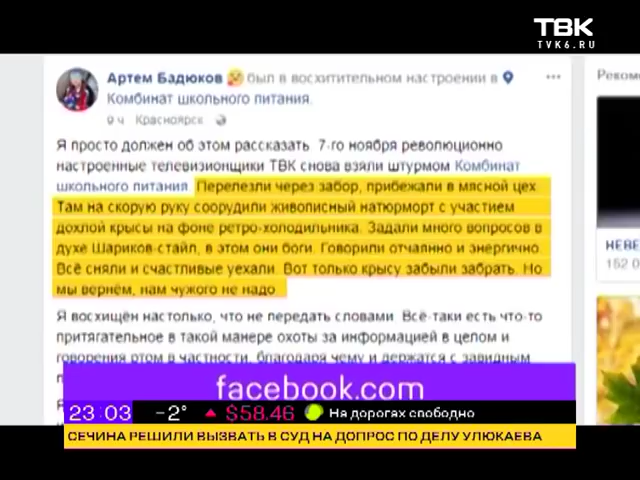 ТВК
TVK6.RU
Артем Бадюков был в восхитительном настроении в
Комбинат школьного питания.
9 ч Красноярск
Рекоме
Я просто должен об этом рассказать 7-го ноября революционно
настроенные телевизионщики ТВК снова взяли штурмом Комбинат
школьного питания. Перелезли через забор, прибежали в мясной цех
Там на скорую руку соорудили живописный натюрморт с участием
дохлой крысы на фоне ретро-холодильника. Задали много вопросов в
духе Шариков-стайл, в этом они боги. Говорили отчаянно и энергично.
Всё сняли и счастливые уехали. Вот только крысу забыли забрать. Но
мы вернём, нам чужого не надо
НЕВЕ
152 0
Я восхищён настолько, что не передать словами. Всё-таки есть что-то
притягательное в такой манере охоты за информацией в целом и
говорения ртом в частности, благодаря чему и держатся с завидным
facebook.com
23:03 -2° ▲ $58.46 На дорогах свободно
СЕЧИНА РЕШИЛИ ВЫЗВАТЬ В СУД НА ДОПРОС ПО ДЕЛУ УЛЮКАЕВА